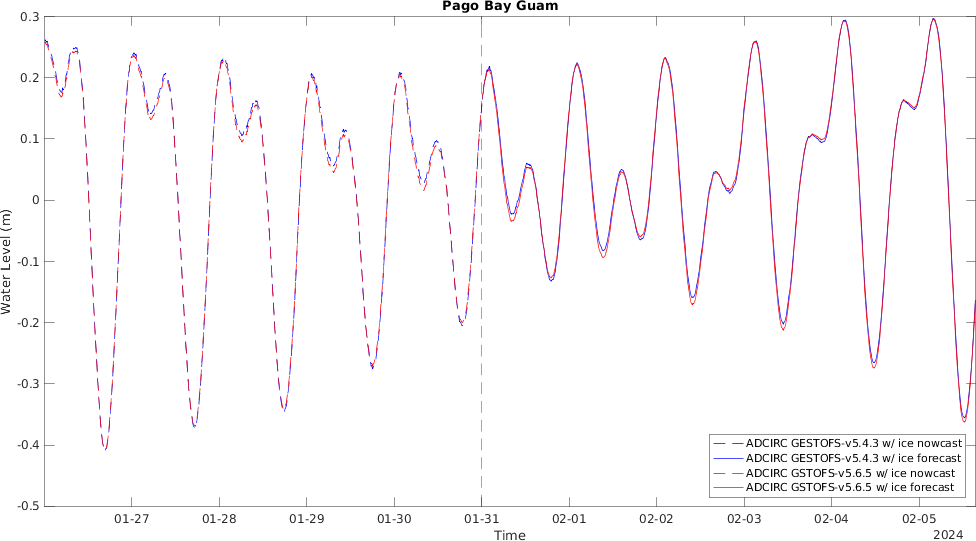 Pago Bay Guam
0.3
0.2
0.1
0
-0.1
-0.2
-0.3
-0.4
-0.5
Water Level (m)
ADCIRC GESTOFS-v5.4.3 w/ ice nowcast
ADCIRC GESTOFS-v5.4.3 w/ ice forecast
ADCIRC GSTOFS-v5.6.5 w/ ice nowcast
ADCIRC GSTOFS-v5.6.5 w/ ice forecast
01-27 01-28 01-29 01-30 01-31 02-01 02-02 02-03 02-04 02-05
Time
2024